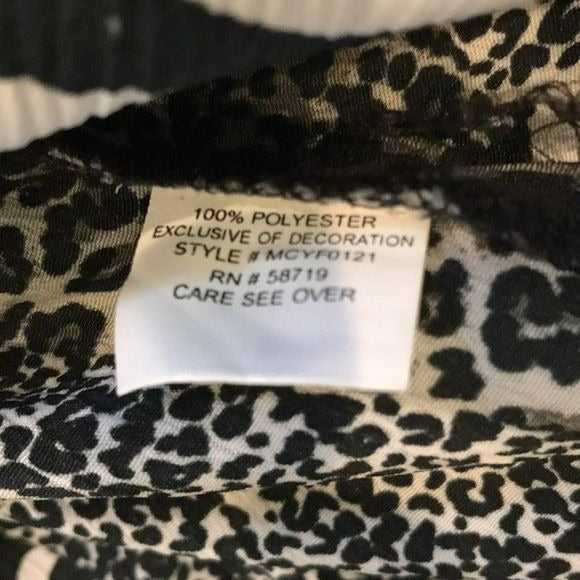 100% POLYESTER
EXCLUSIVE OF DECORATION
STYLE # MCYF0121
RN # 58719
CARE SEE OVER